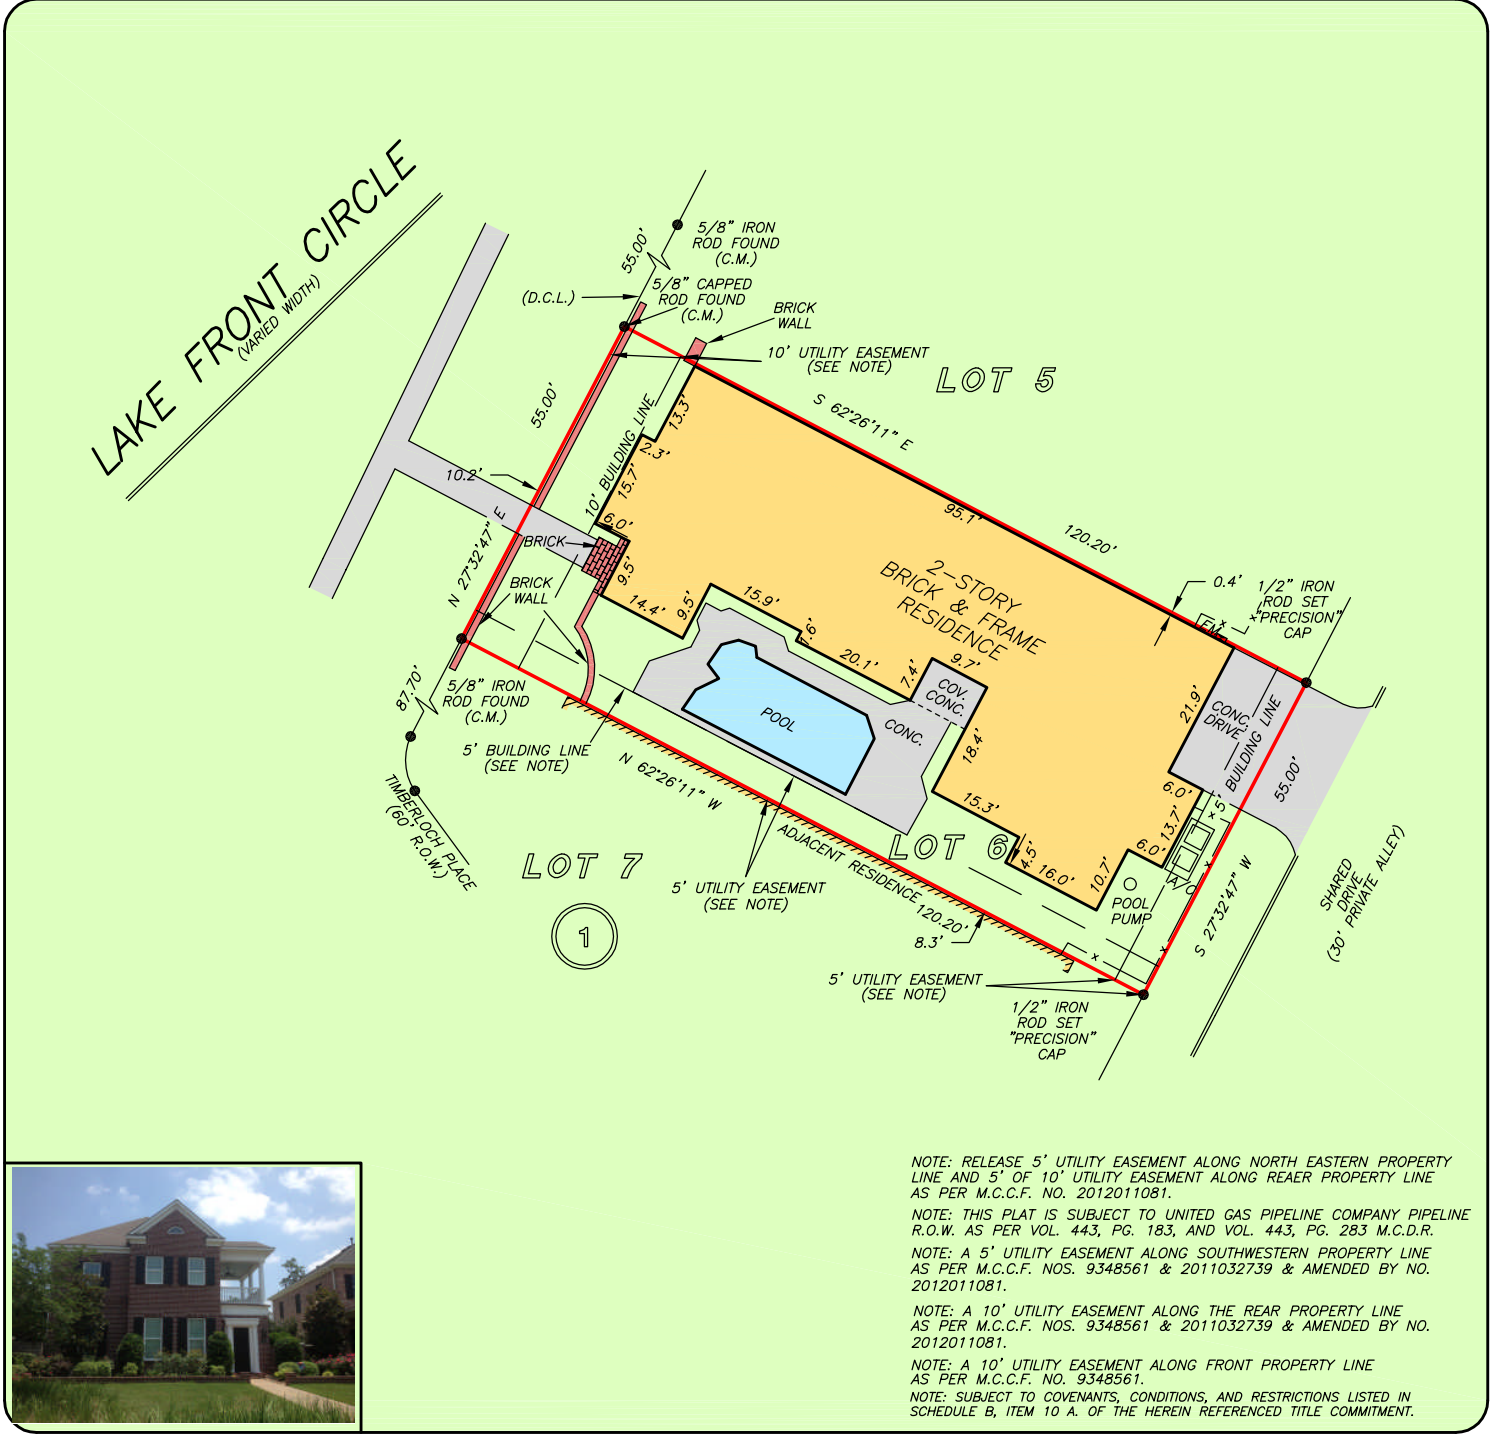 LAKE FRONT CIRCLE
(VARIED WIDTH)
55.00'
5/8" IRON
ROD FOUND
(C.M.)
(D.C.L.)
5/8" CAPPED
ROD FOUND
(C.M.)
BRICK
WALL
10' UTILITY EASEMENT
(SEE NOTE)
LOT 5
S 62°26'11" E
55.00'
10' BUILDING LINE
13.3'
2.3'
15.7'
10.2'
6.0'
BRICK
9.5'
N 27°32'47" E
BRICK
WALL
95.1'
120.20'
2-STORY
BRICK & FRAME
RESIDENCE
0.4'
1/2" IRON
ROD SET
"PRECISION"
CAP
14.4'
9.5'
15.9'
20.1'
7.4'
9.7'
COV.
CONC.
CONC.
POOL
18.4'
21.9'
CONC.
DRIVE
5' BUILDING LINE
55.00'
87.70'
5/8" IRON
ROD FOUND
(C.M.)
5' BUILDING LINE
(SEE NOTE)
N 62°26'11" W
TIMBERLOCH PLACE
(60' R.O.W.)
15.3'
6.0'
13.7'
6.0'
4.5'
16.0'
10.7'
A/C
POOL
PUMP
LOT 6
LOT 7
1
ADJACENT RESIDENCE
5' UTILITY EASEMENT
(SEE NOTE)
120.20'
8.3'
S 27°32'47" W
SHARED
DRIVE
(30' PRIVATE ALLEY)
5' UTILITY EASEMENT
(SEE NOTE)
1/2" IRON
ROD SET
"PRECISION"
CAP
NOTE: RELEASE 5' UTILITY EASEMENT ALONG NORTH EASTERN PROPERTY
LINE AND 5' OF 10' UTILITY EASEMENT ALONG REAER PROPERTY LINE
AS PER M.C.C.F. NO. 2012011081.
NOTE: THIS PLAT IS SUBJECT TO UNITED GAS PIPELINE COMPANY PIPELINE
R.O.W. AS PER VOL. 443, PG. 183, AND VOL. 443, PG. 283 M.C.D.R.
NOTE: A 5' UTILITY EASEMENT ALONG SOUTHWESTERN PROPERTY LINE
AS PER M.C.C.F. NOS. 9348561 & 2011032739 & AMENDED BY NO.
2012011081.
NOTE: A 10' UTILITY EASEMENT ALONG THE REAR PROPERTY LINE
AS PER M.C.C.F. NOS. 9348561 & 2011032739 & AMENDED BY NO.
2012011081.
NOTE: A 10' UTILITY EASEMENT ALONG FRONT PROPERTY LINE
AS PER M.C.C.F. NO. 9348561.
NOTE: SUBJECT TO COVENANTS, CONDITIONS, AND RESTRICTIONS LISTED IN
SCHEDULE B, ITEM 10 A. OF THE HEREIN REFERENCED TITLE COMMITMENT.